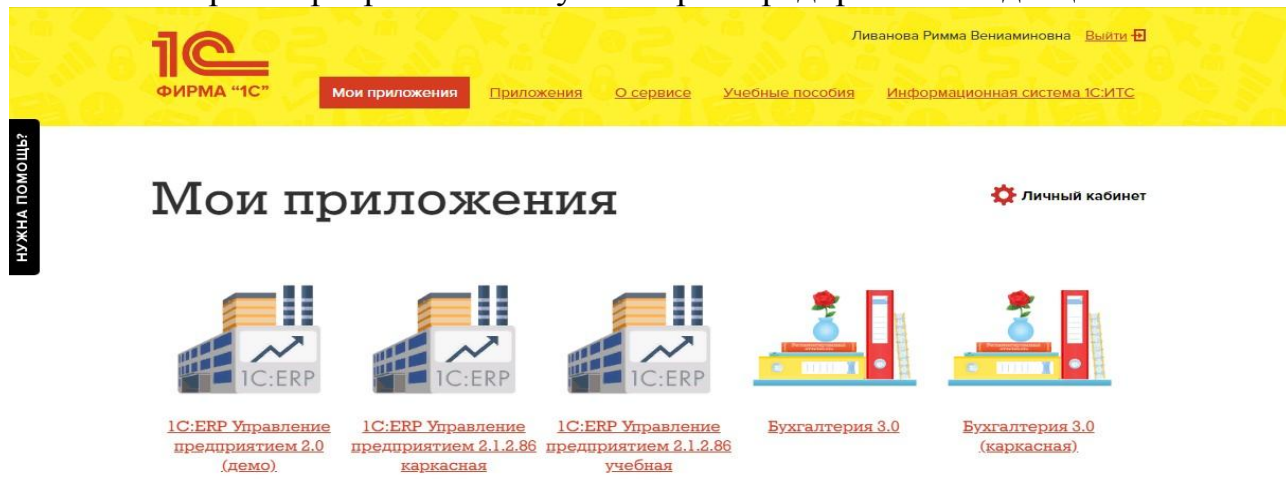 Ливанова Римма Вениаминовна Выйти
1С
ФИРМА "1С"
Мои приложения Приложения О сервисе Учебные пособия Информационная система 1С:ИТС
НУЖНА ПОМОЩЬ?
Мои приложения
Личный кабинет
1C:ERP 1C:ERP 1C:ERP
1С:ERP Управление предприятием 2.0 (демо)
1С:ERP Управление предприятием 2.1.2.86 каркасная
1С:ERP Управление предприятием 2.1.2.86 учебная
Бухгалтерия 3.0
Бухгалтерия 3.0 (каркасная)